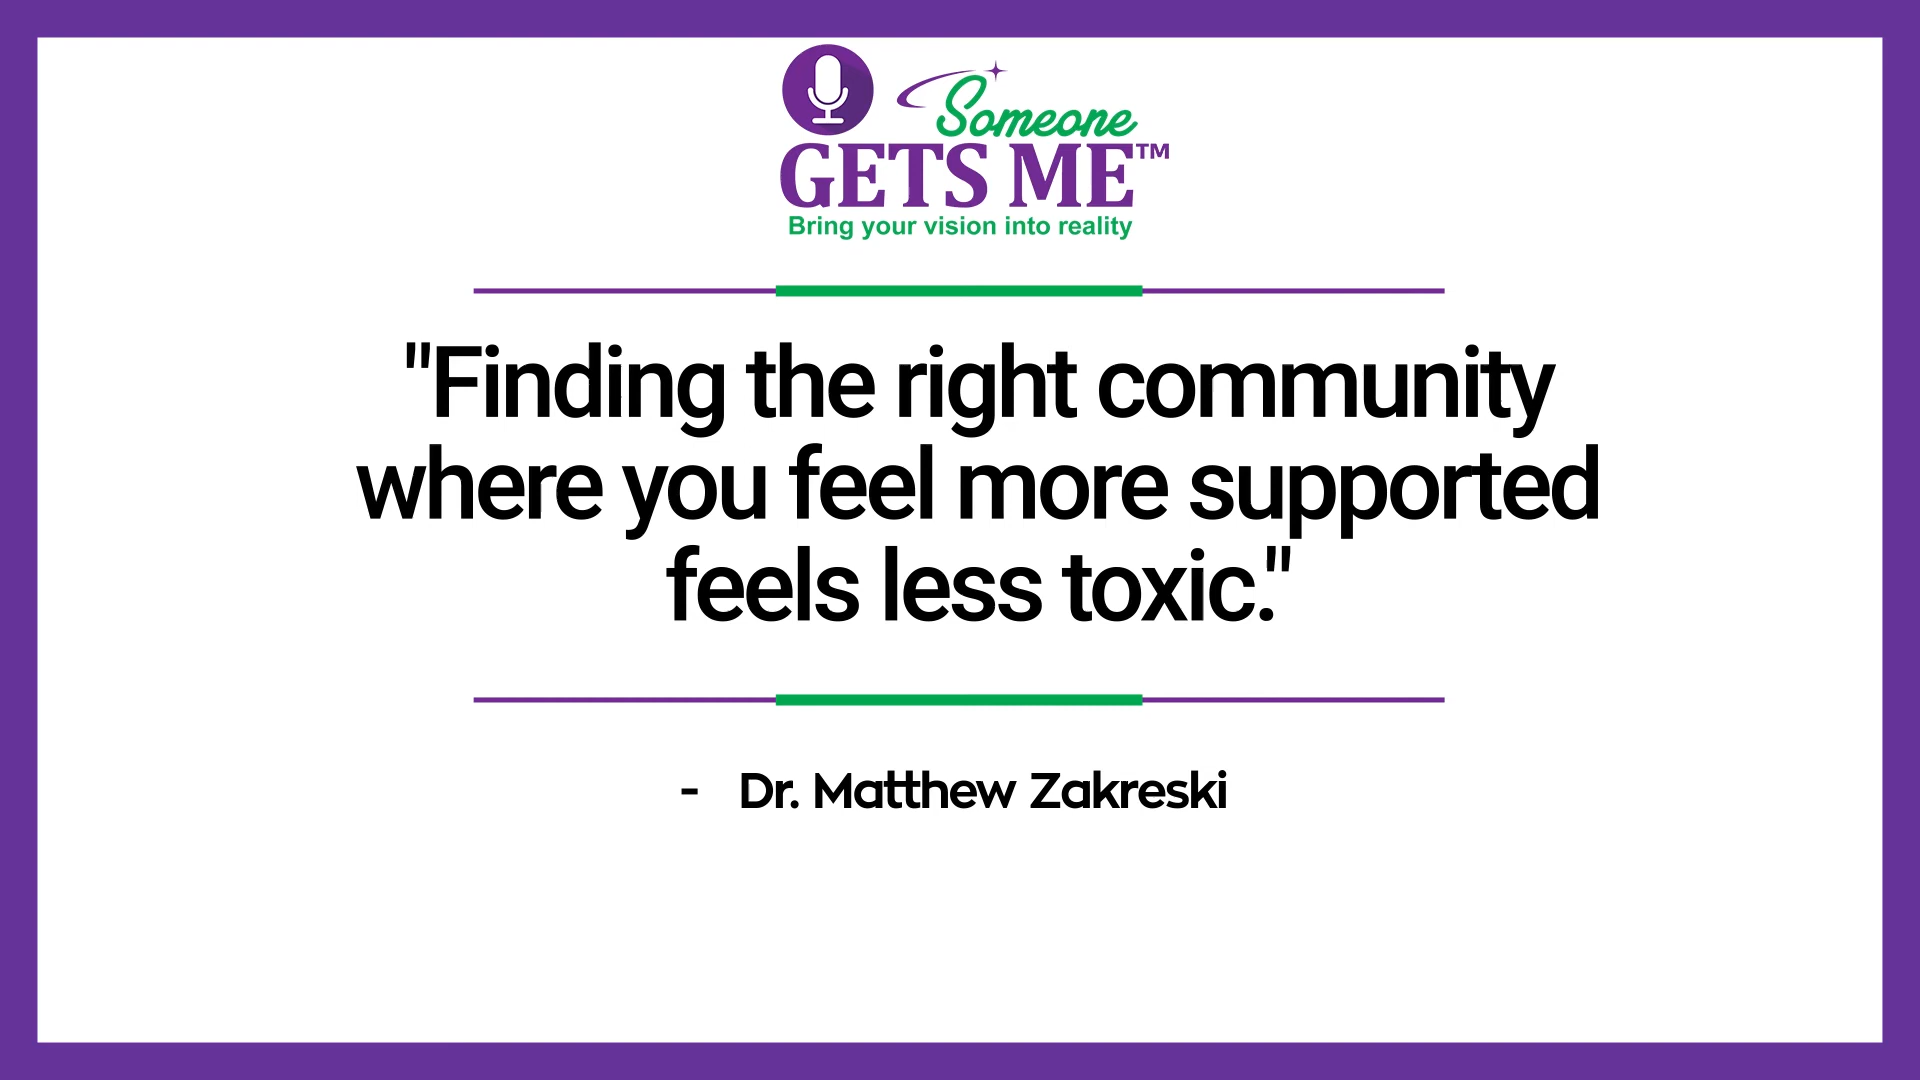 Someone
GETS ME™
Bring your vision into reality
"Finding the right community
where you feel more supported
feels less toxic."
- Dr. Matthew Zakreski